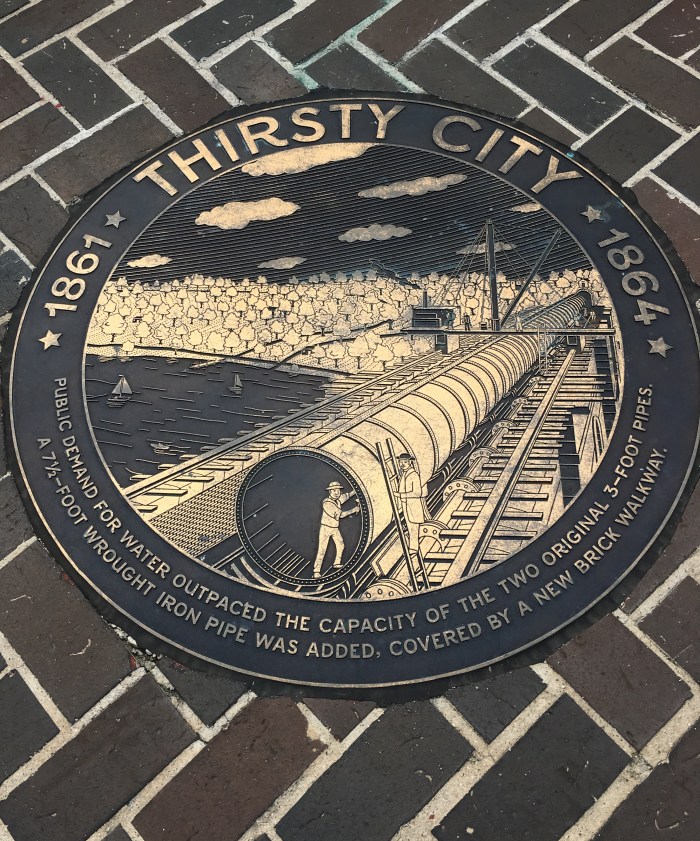 THIRSTY CITY
1861
1864
PUBLIC DEMAND FOR WATER OUTPACED THE CAPACITY OF THE TWO ORIGINAL 3-FOOT PIPES.
A 7½-FOOT WROUGHT IRON PIPE WAS ADDED, COVERED BY A NEW BRICK WALKWAY.